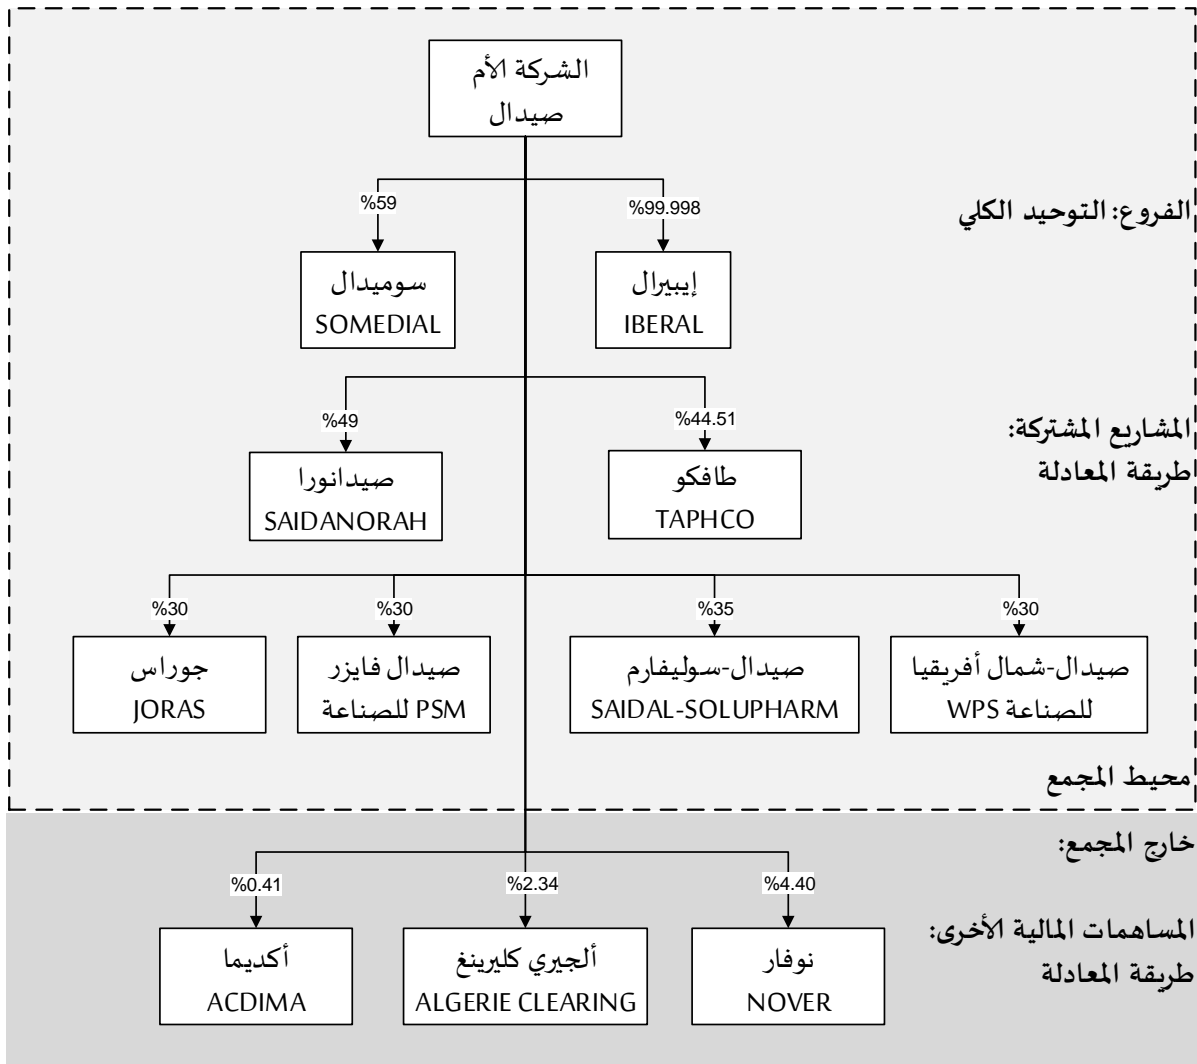 الشركة الأم
صيدال
%59
%99.998
الفروع: التوحيد الكلي
سوميدال
SOMEDIAL
إيبيرال
IBERAL
%49
%44.51
المشاريع المشتركة:
طريقة المعادلة
صيدانورا
SAIDANORAH
طافكو
TAPHCO
%30
%30
%35
%30
جوراس
JORAS
صيدال فايزر
PSM للصناعة
صيدال-سوليفارم
SAIDAL-SOLUPHARM
صيدال-شمال أفريقيا
للصناعة WPS
محيط المجمع
خارج المجمع:
%0.41
%2.34
%4.40
المساهمات المالية الأخرى:
طريقة المعادلة
أكديما
ACDIMA
ألجيري كليرينغ
ALGERIE CLEARING
نوفار
NOVER